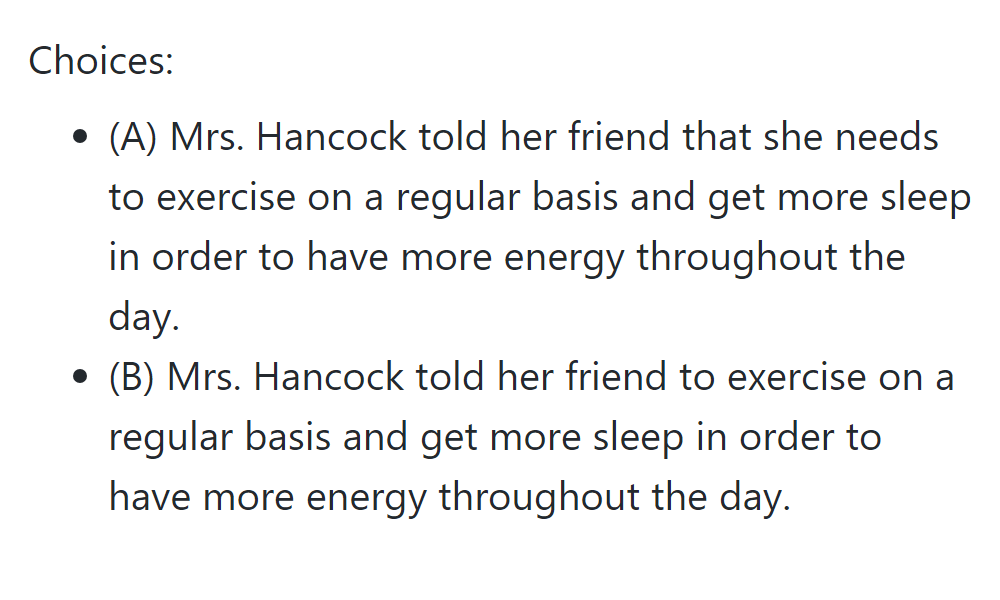 Choices:
(A) Mrs. Hancock told her friend that she needs
to exercise on a regular basis and get more sleep
in order to have more energy throughout the
day.
(B) Mrs. Hancock told her friend to exercise on a
regular basis and get more sleep in order to
have more energy throughout the day.